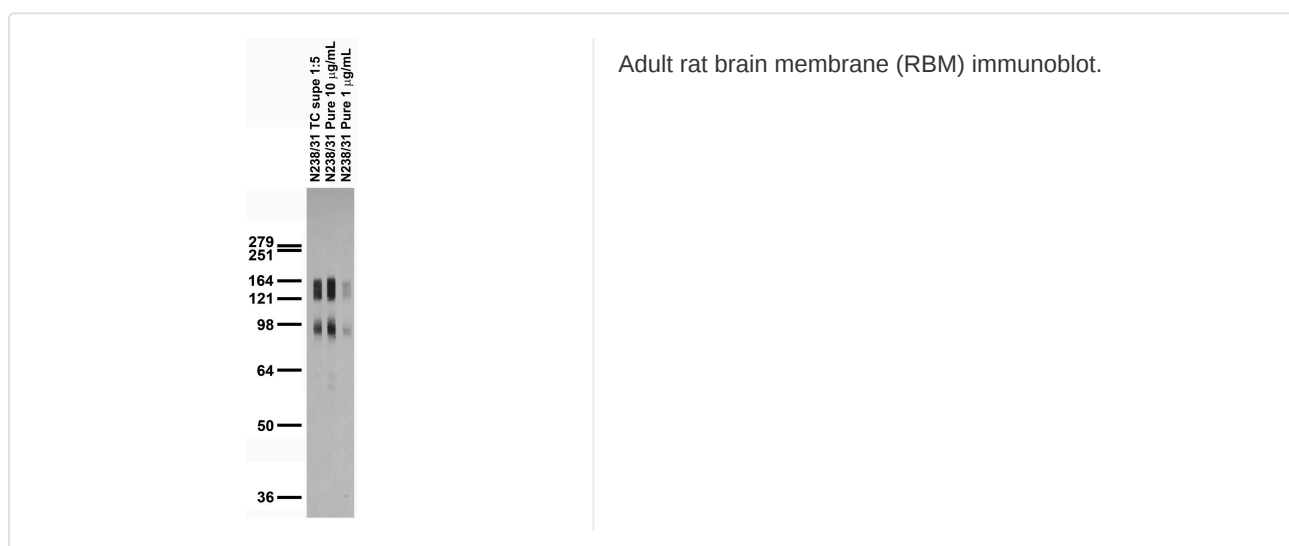 N238/31 TC supe 1:5
N238/31 Pure 10 µg/mL
N238/31 Pure 1 µg/mL
Adult rat brain membrane (RBM) immunoblot.
279
251
164
121
98
64
50
36